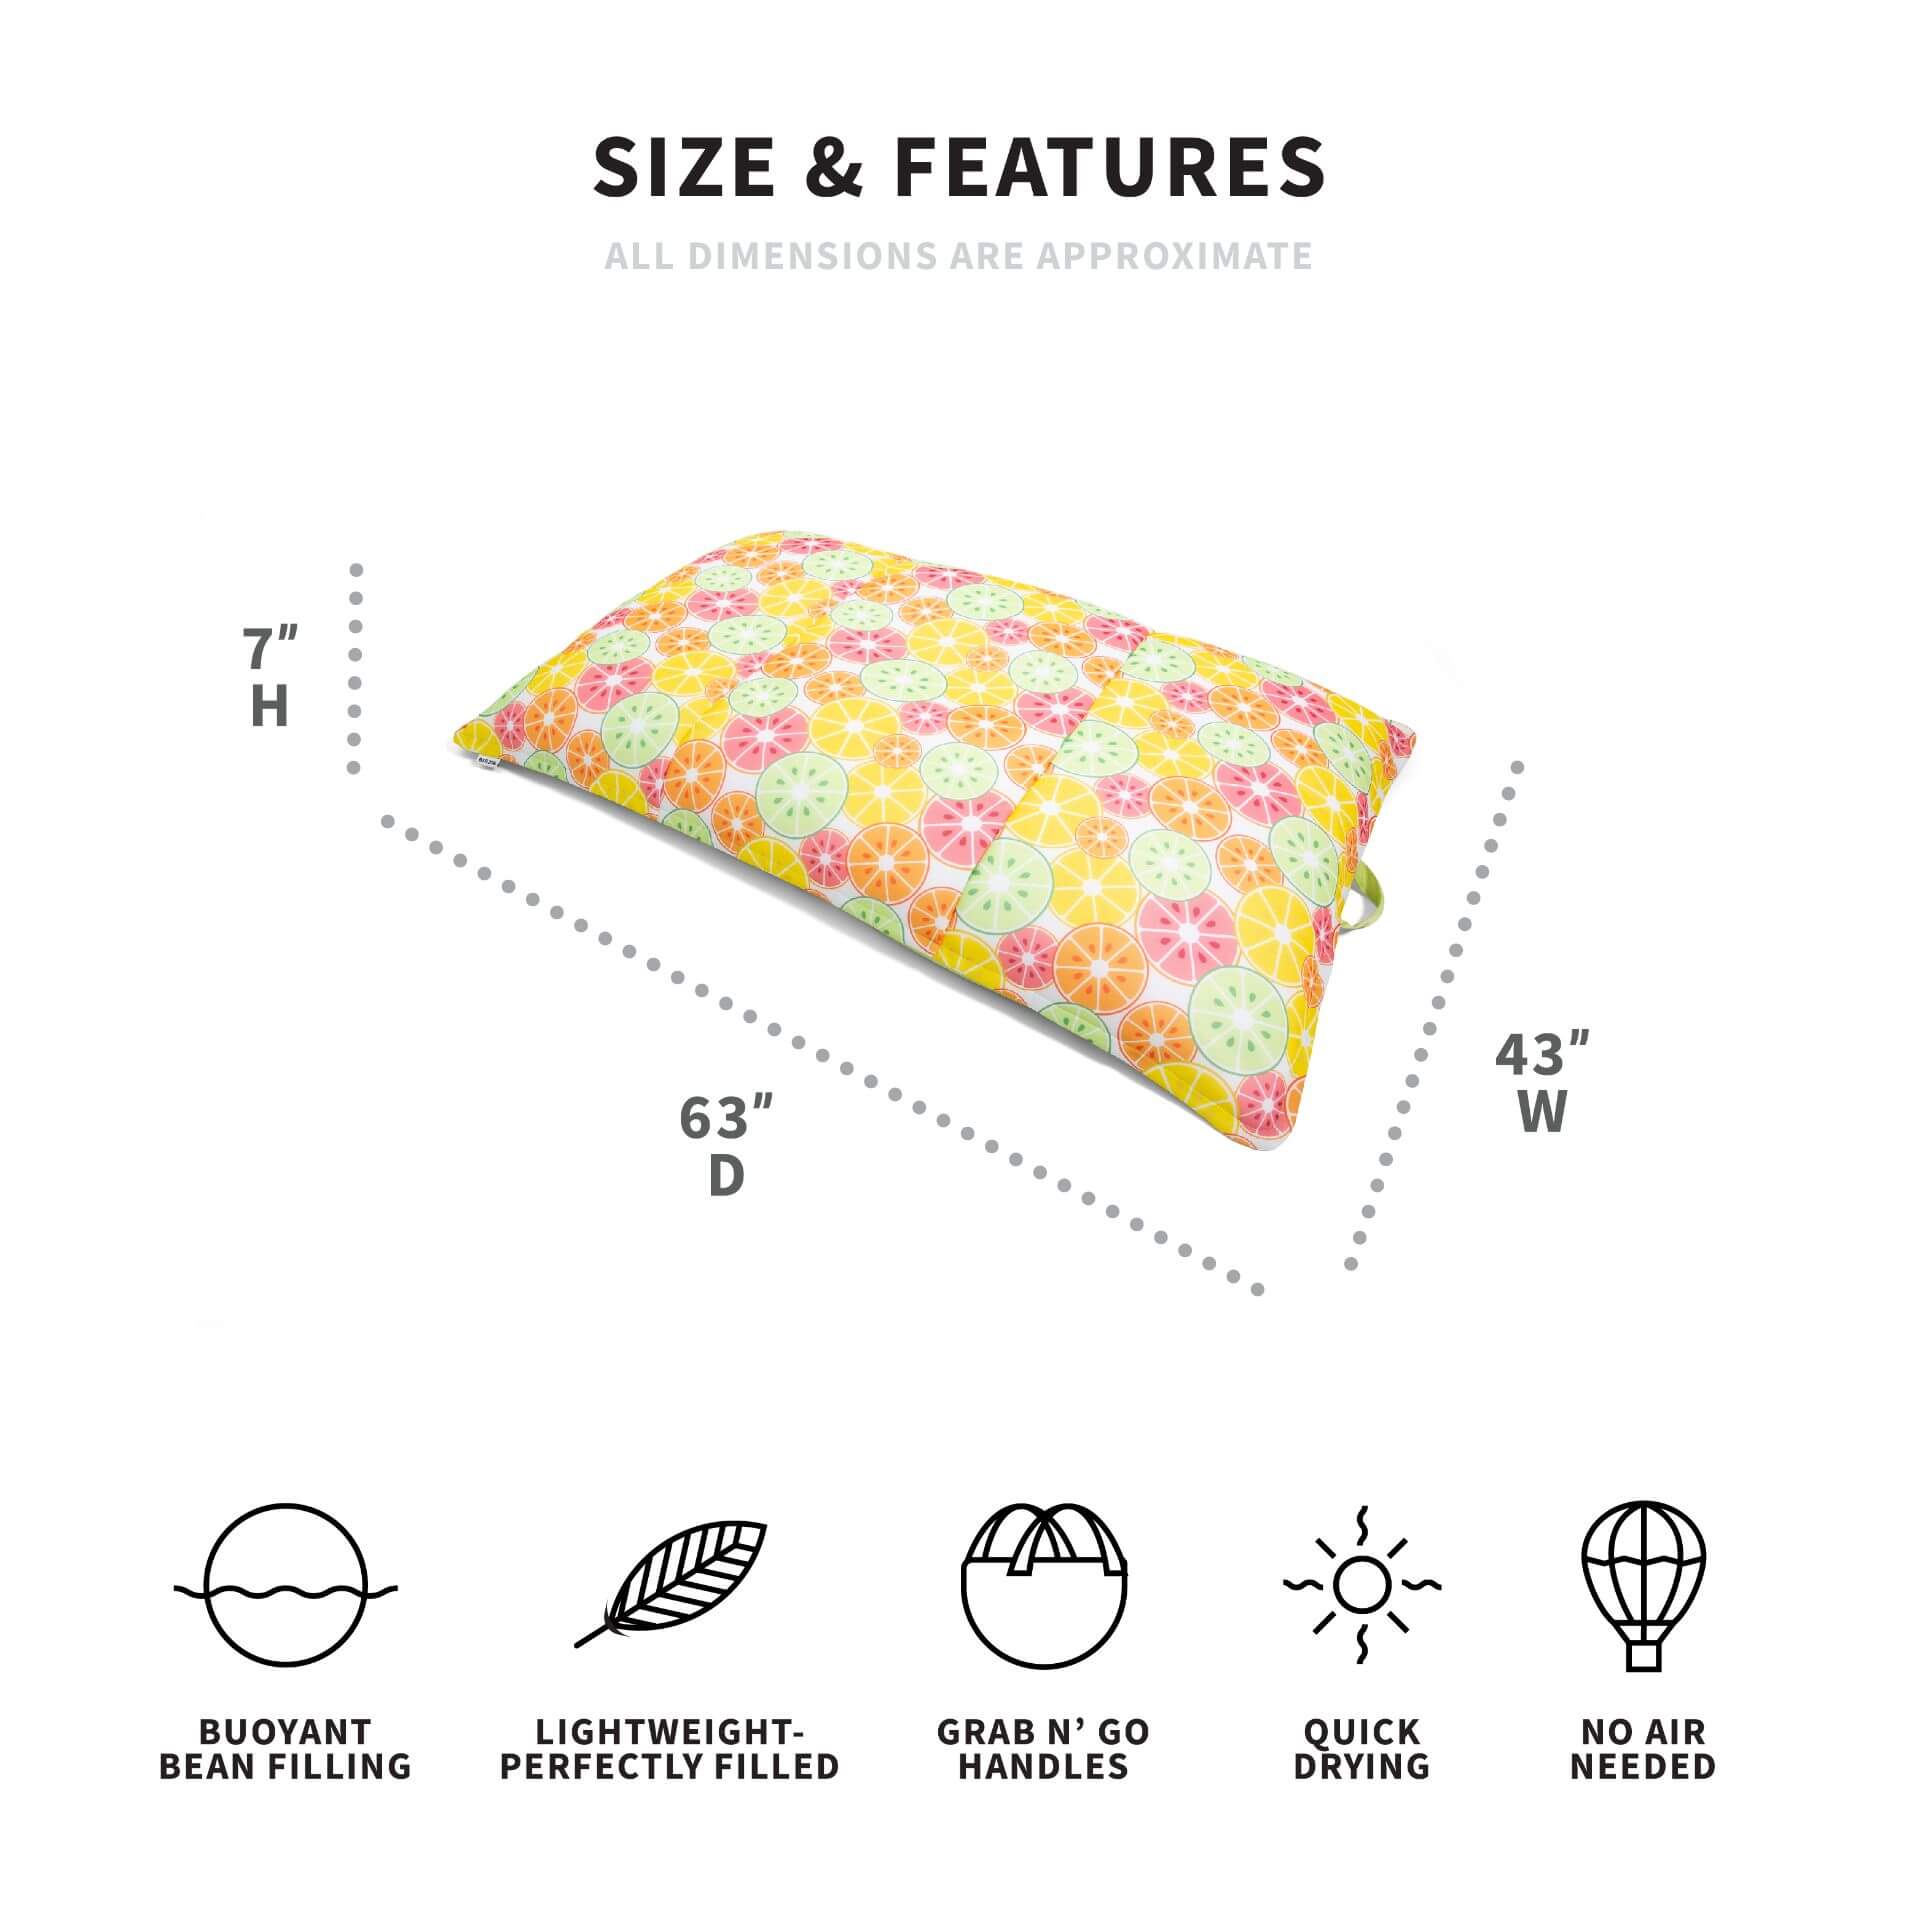 SIZE & FEATURES
ALL DIMENSIONS ARE APPROXIMATE
7″
H
63″
D
43″
W
BUOYANT
BEAN FILLING
LIGHTWEIGHT-
PERFECTLY FILLED
GRAB N’ GO
HANDLES
QUICK
DRYING
NO AIR
NEEDED